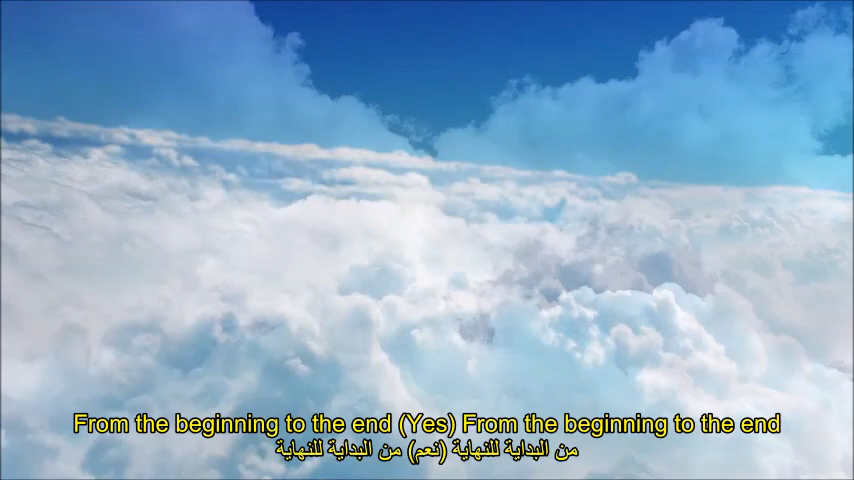 From the beginning to the end (Yes) From the beginning to the end
من البداية للنهاية (نعم) من البداية للنهاية